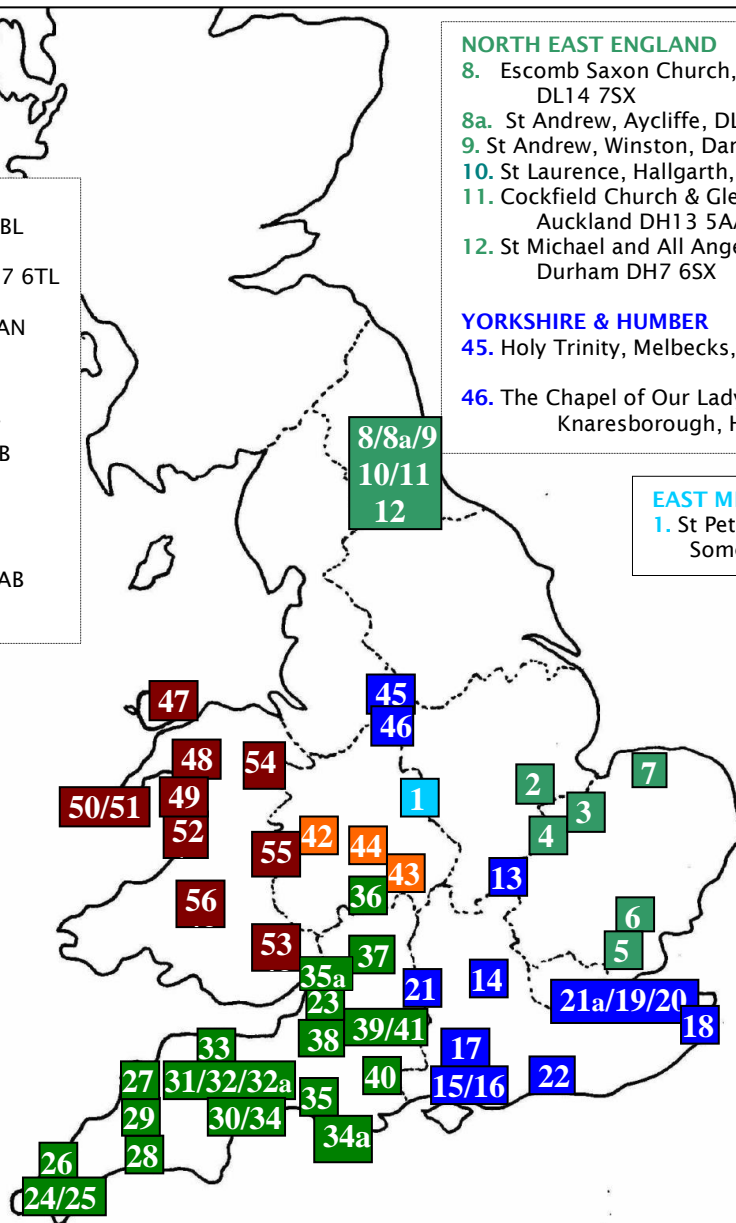 NORTH EAST ENGLAND
8. Escomb Saxon Church,
DL14 7SX
8a. St Andrew, Aycliffe, DL
9. St Andrew, Winston, Dar
10. St Laurence, Hallgarth,
11. Cockfield Church & Gle
Auckland DH13 5AA
12. St Michael and All Ange
Durham DH7 6SX
YORKSHIRE & HUMBER
45. Holy Trinity, Melbecks,
46. The Chapel of Our Lady
Knaresborough, H
BL
7 6TL
AN
B
AB
EAST MI
1. St Pet
Some
8/8a/9
10/11
12
47
45
46
48
54
7
2
50/51
49
1
3
52
42
4
55
44
43
13
36
56
6
53
37
5
35a
14
21
21a/19/20
23
18
39/41
38
33
17
27
31/32/32a
40
22
15/16
35
29
30/34
34a
28
26
24/25